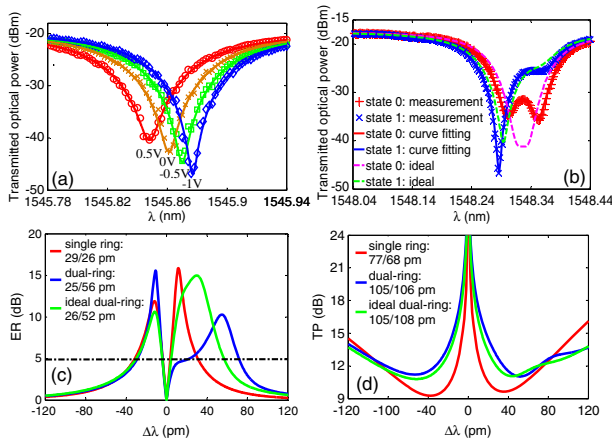 Transmitted optical power (dBm)
-20
-30
-40
-50
0.5V
0V
-0.5V
-1V
(a)
1545.78
1545.82
1545.86
1545.9
1545.94
λ (nm)
Transmitted optical power (dBm)
-15
-20
-30
-40
-50
state 0: measurement
state 1: measurement
state 0: curve fitting
state 1: curve fitting
state 0: ideal
state 1: ideal
(b)
1548.04
1548.14
1548.24
1548.34
1548.44
λ (nm)
ER (dB)
20
15
10
5
0
single ring:
29/26 pm
dual-ring:
25/56 pm
ideal dual-ring:
26/52 pm
(c)
-120
-80
-40
0
40
80
120
Δλ (pm)
TP (dB)
24
21
18
15
12
9
single ring:
77/68 pm
dual-ring:
105/106 pm
ideal dual-ring:
105/108 pm
(d)
-120
-80
-40
0
40
80
120
Δλ (pm)